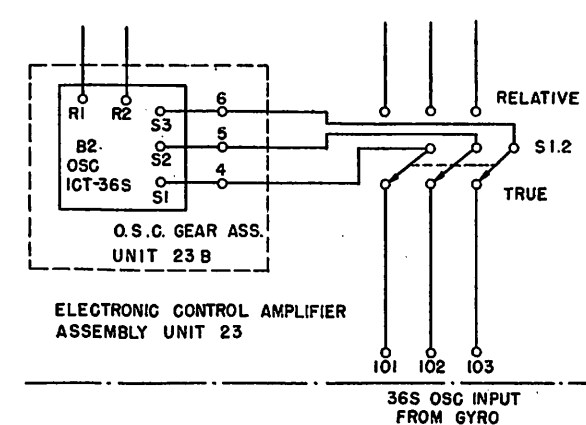 6
RELATIVE
R1 R2
S3
5
B2
S2
S1.2
OSC
4
1CT-36S
S1
TRUE
O.S.C. GEAR ASS.
UNIT 23B
ELECTRONIC CONTROL AMPLIFIER
ASSEMBLY UNIT 23
101 102 103
36S OSC INPUT
FROM GYRO